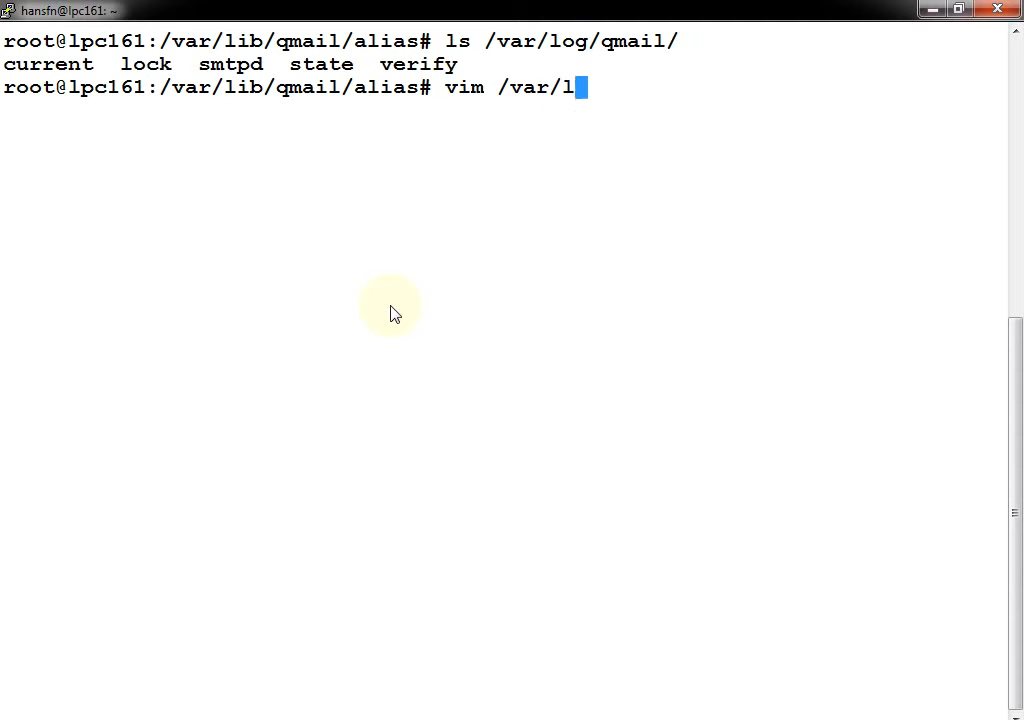 hansfn@lpc161: ~
root@lpc161:/var/lib/qmail/alias# ls /var/log/qmail/
current  lock  smtpd  state  verify
root@lpc161:/var/lib/qmail/alias# vim /var/l